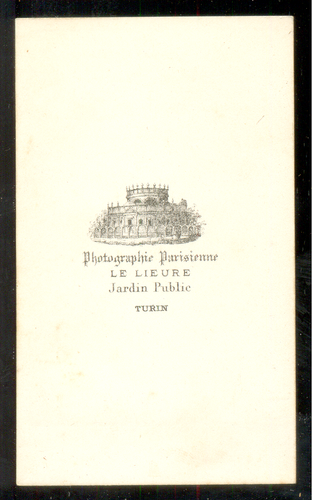 Photographie Parisienne
LE LIEURE
Jardin Public
TURIN